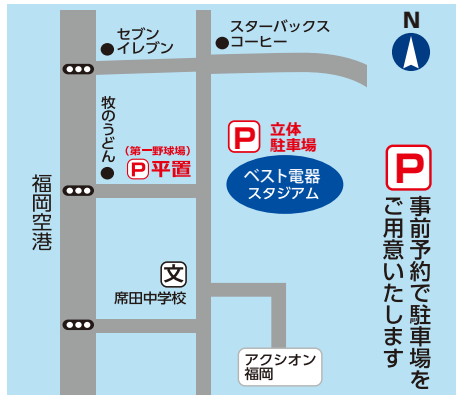 セブン
イレブン
スターバックス
コーヒー
N
牧のうどん
(第一野球場)
P 平置
P
立体
駐車場
ベスト電器
スタジアム
P
事前予約で駐車場を
ご用意いたします
福岡空港
文
席田中学校
アクシオン
福岡